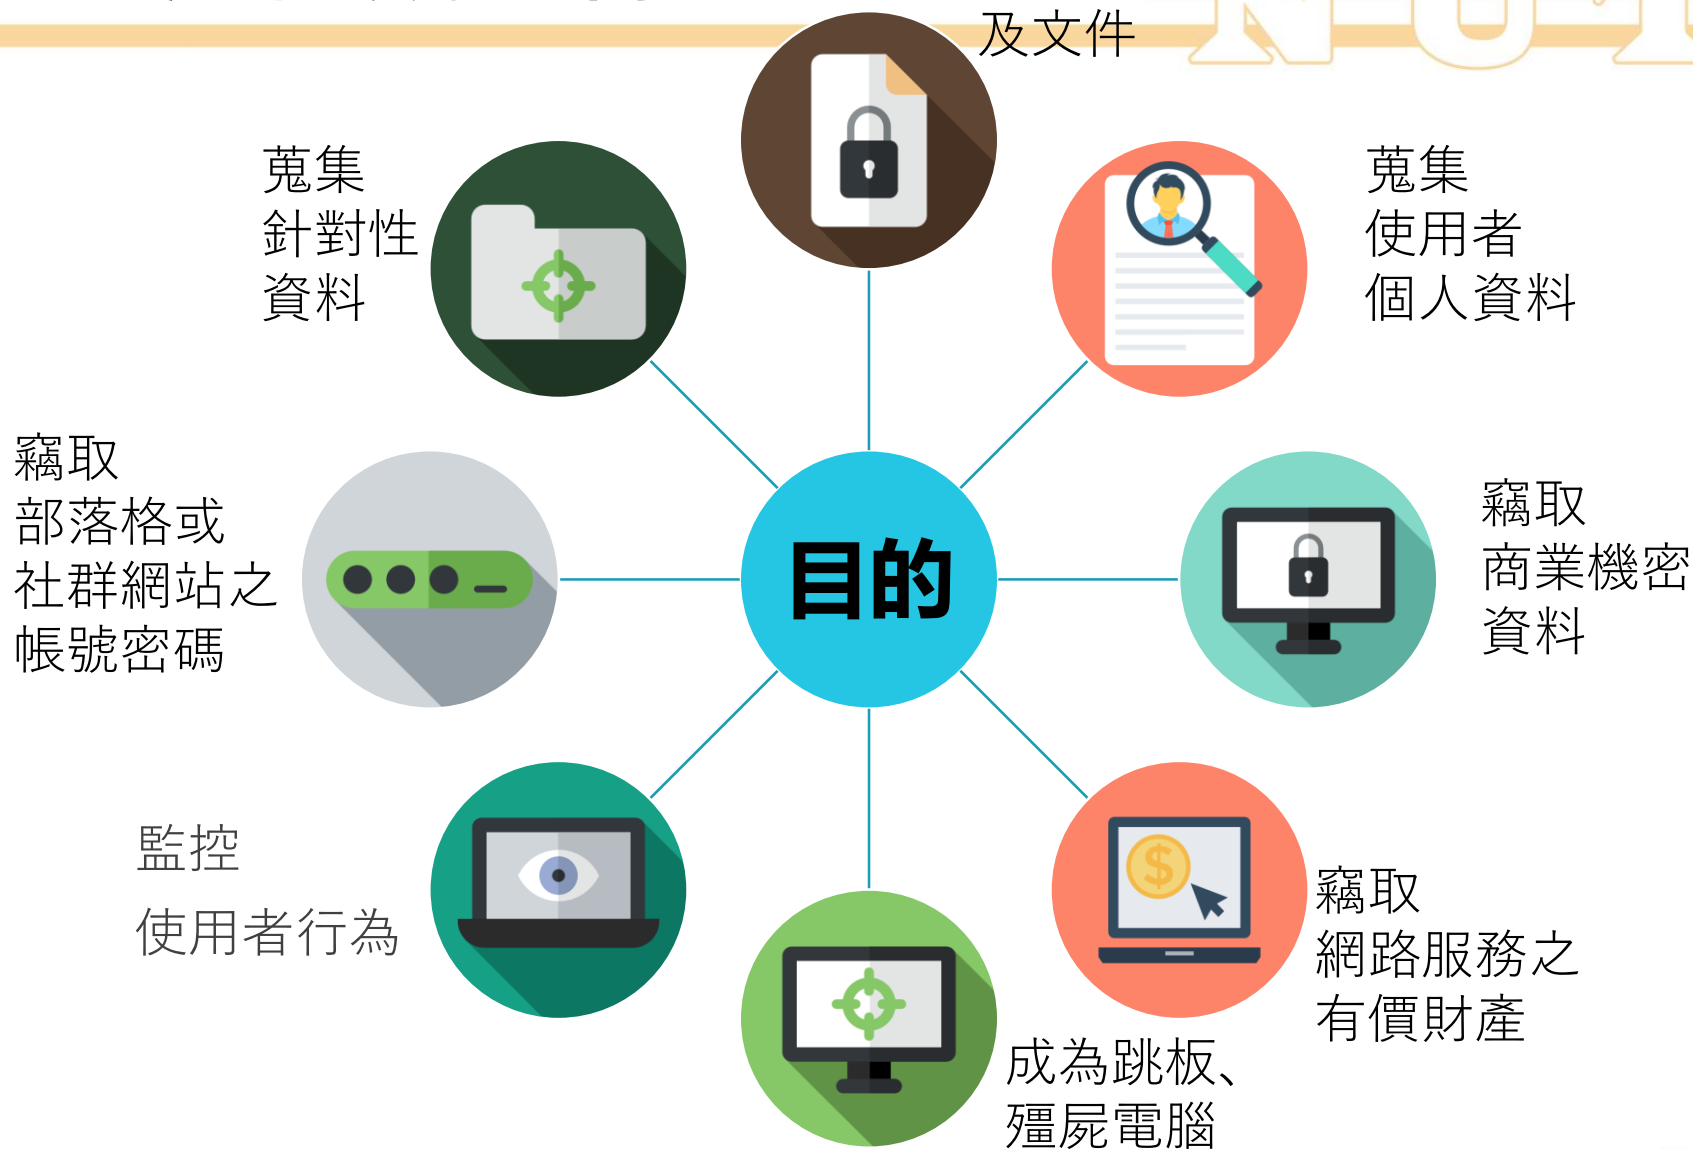 及文件
蒐集
使用者
個人資料
竊取
商業機密
資料
竊取
網路服務之
有價財產
成為跳板、
殭屍電腦
監控
使用者行為
竊取
部落格或
社群網站之
帳號密碼
蒐集
針對性
資料
目的